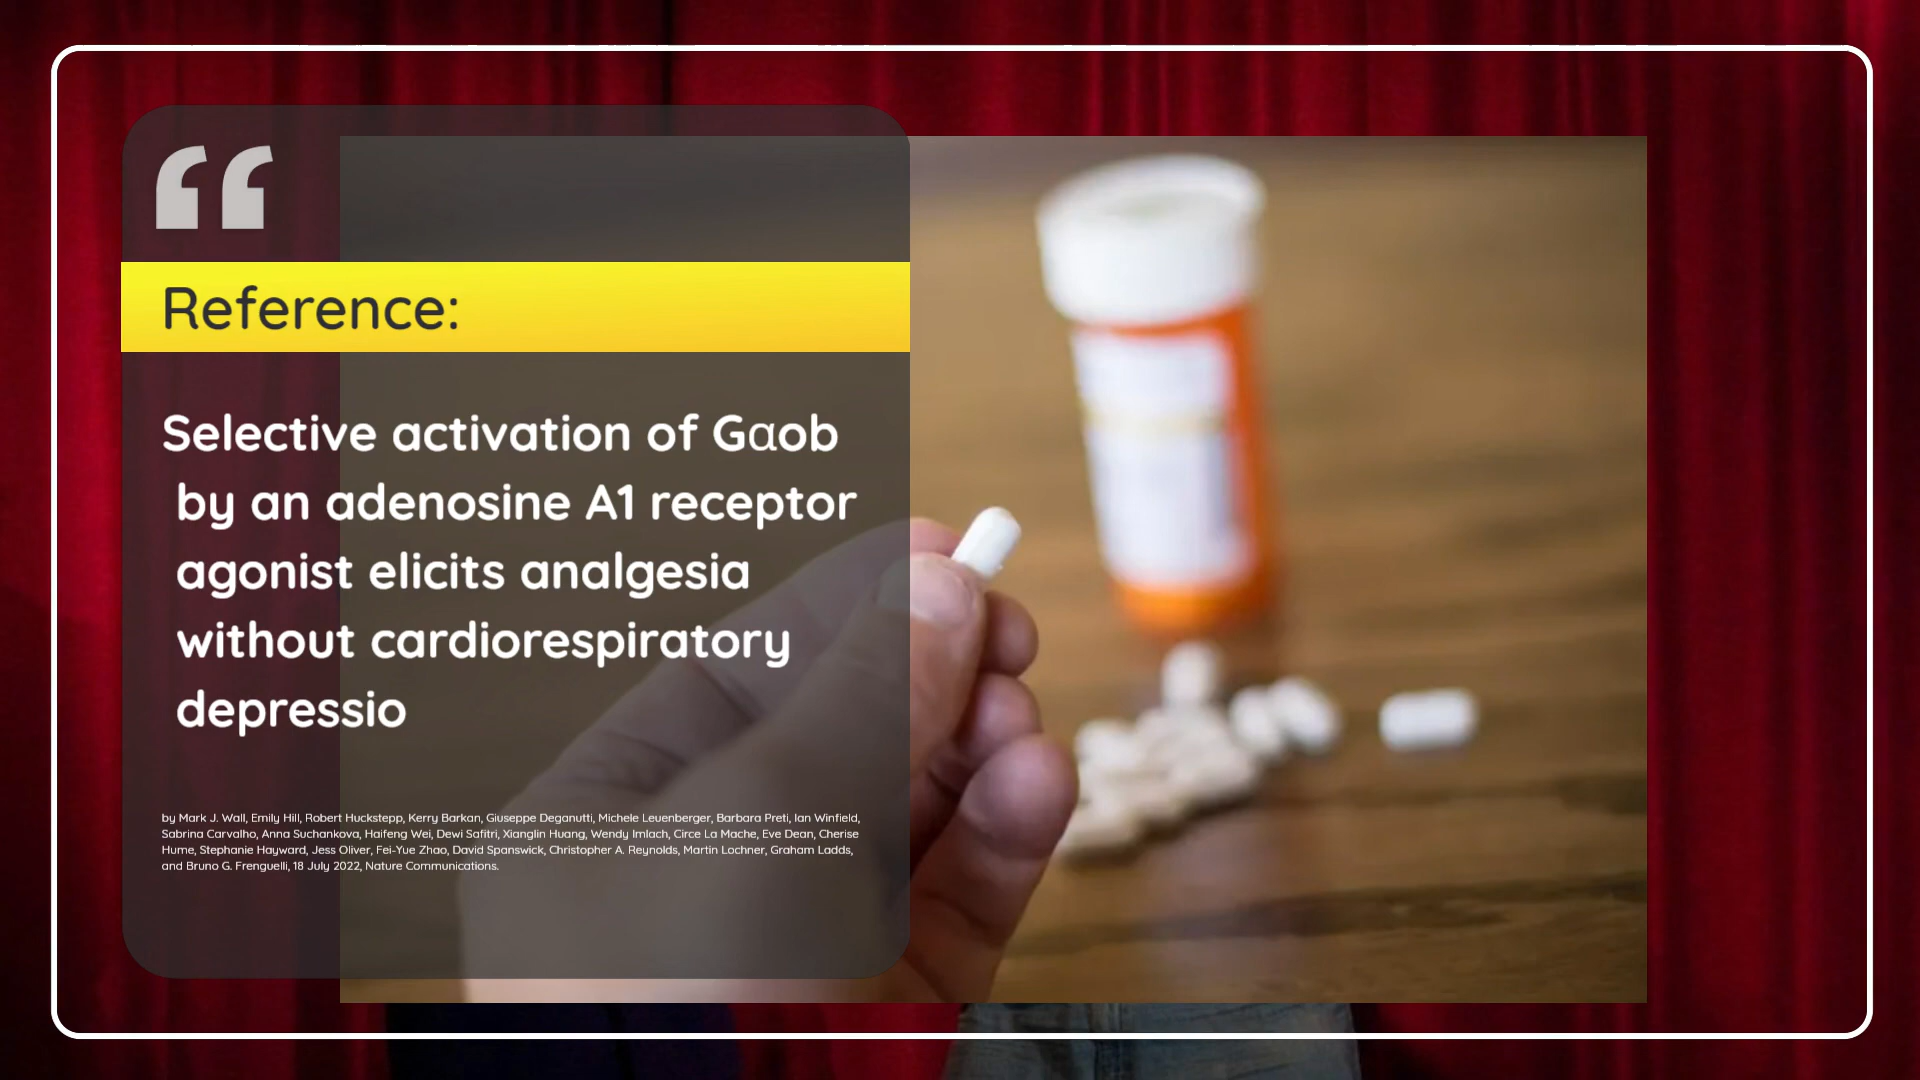 “
Reference:
Selective activation of Gαob
by an adenosine A1 receptor
agonist elicits analgesia
without cardiorespiratory
depressio
by Mark J. Wall, Emily Hill, Robert Huckstepp, Kerry Barkan, Giuseppe Deganutti, Michele Leuenberger, Barbara Preti, Ian Winfield,
Sabrina Carvalho, Anna Suchankova, Haifeng Wei, Dewi Safitri, Xianglin Huang, Wendy Imlach, Circe La Mache, Eve Dean, Cherise
Hume, Stephanie Hayward, Jess Oliver, Fei-Yue Zhao, David Spanswick, Christopher A. Reynolds, Martin Lochner, Graham Ladds,
and Bruno G. Frenguelli, 18 July 2022, Nature Communications.